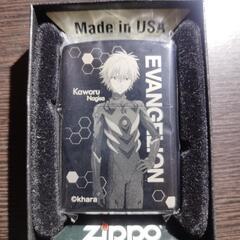 Made in USA
Kaworu
Nagisa
EVANGELION
©khara
Zippo